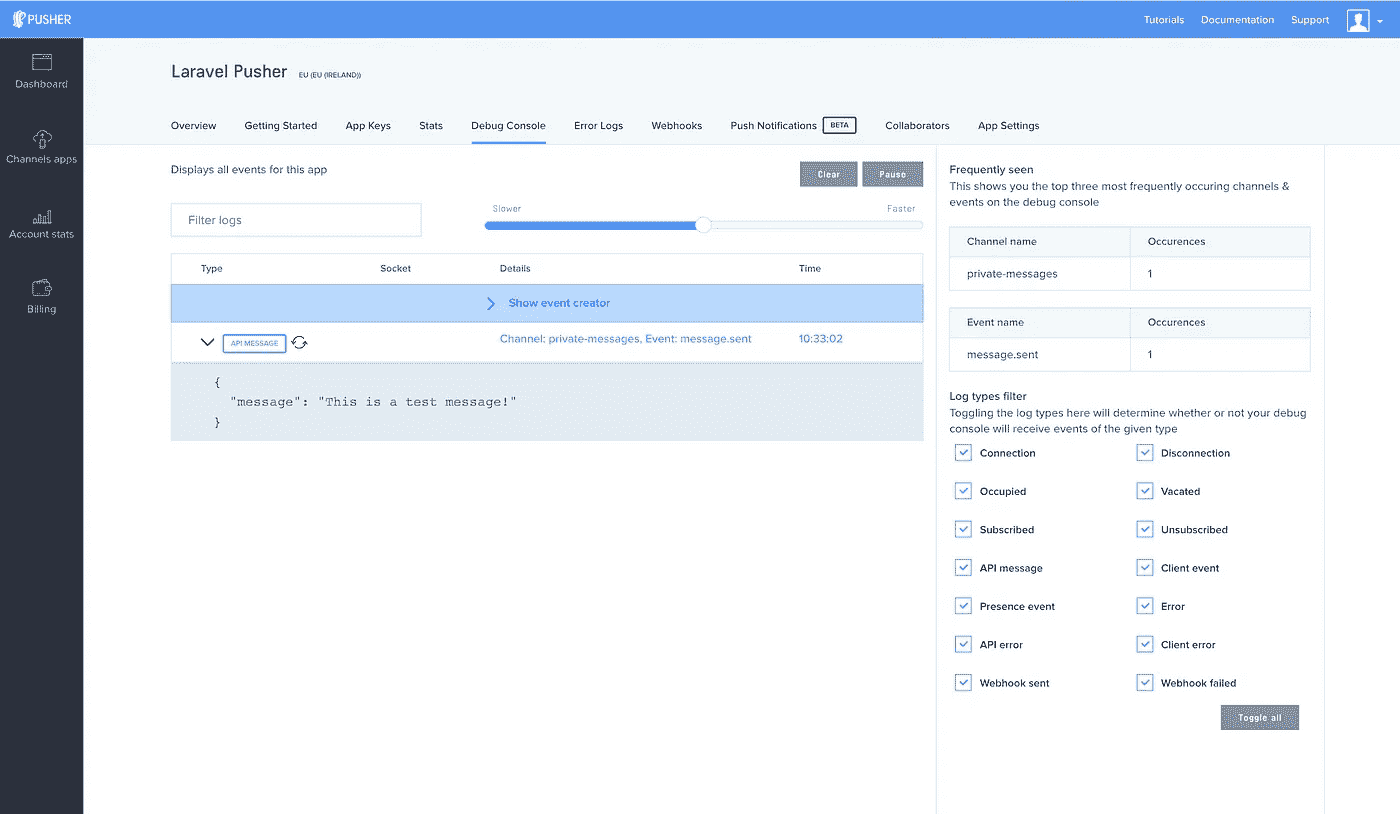 PUSHER
Tutorials Documentation Support
Dashboard
Channels apps
Account stats
Billing
Laravel Pusher EU (EU (IRELAND))
Overview Getting Started App Keys Stats Debug Console Error Logs Webhooks Push Notifications BETA Collaborators App Settings
Displays all events for this app
Clear Pause
Filter logs
Slower Faster
Type Socket Details Time
Show event creator
API MESSAGE Channel: private-messages, Event: message.sent 10:33:02
{
"message": "This is a test message!"
}
Frequently seen
This shows you the top three most frequently occuring channels &
events on the debug console
Channel name Occurences
private-messages 1
Event name Occurences
message.sent 1
Log types filter
Toggling the log types here will determine whether or not your debug
console will receive events of the given type
Connection Disconnection
Occupied Vacated
Subscribed Unsubscribed
API message Client event
Presence event Error
API error Client error
Webhook sent Webhook failed
Toggle all